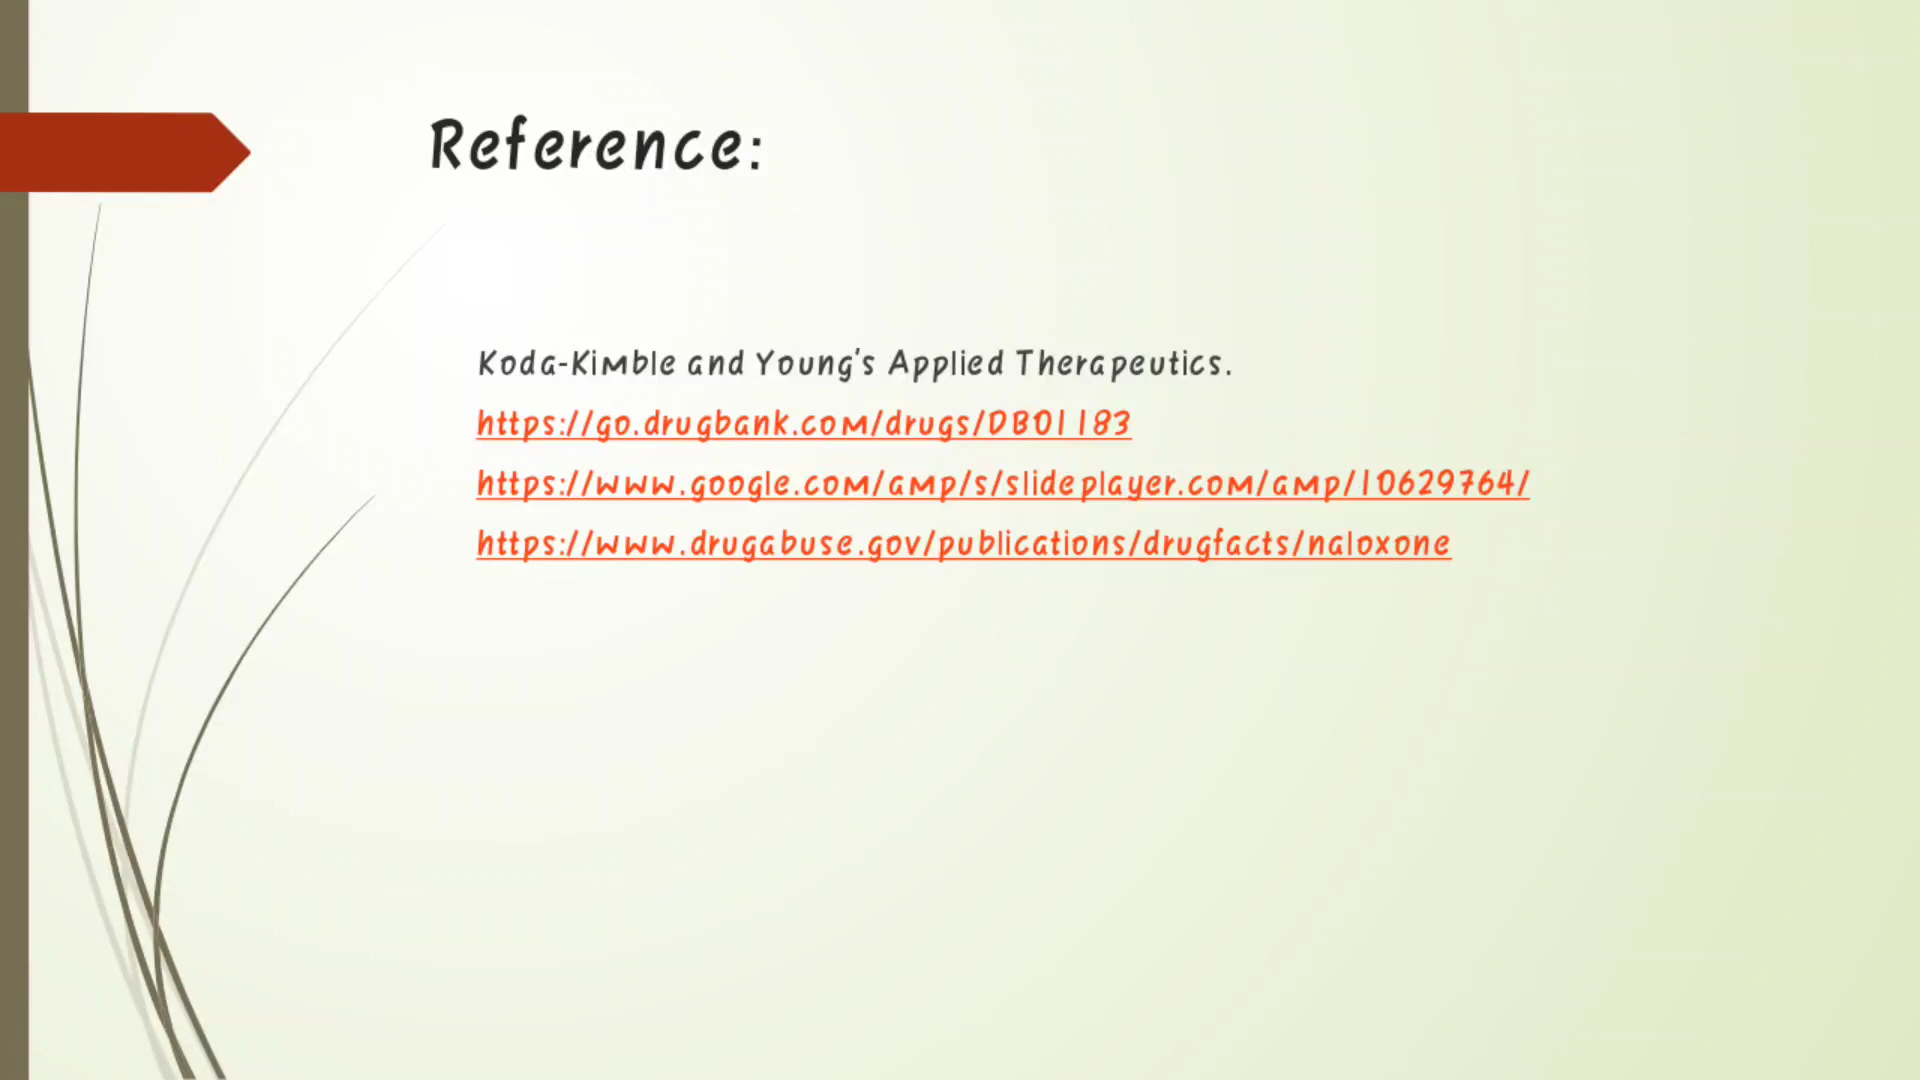 Reference:
Koda-Kimble and Young's Applied Therapeutics.
https://go.drugbank.com/drugs/DB01183
https://www.google.com/amp/s/slideplayer.com/amp/10629764/
https://www.drugabuse.gov/publications/drugfacts/naloxone